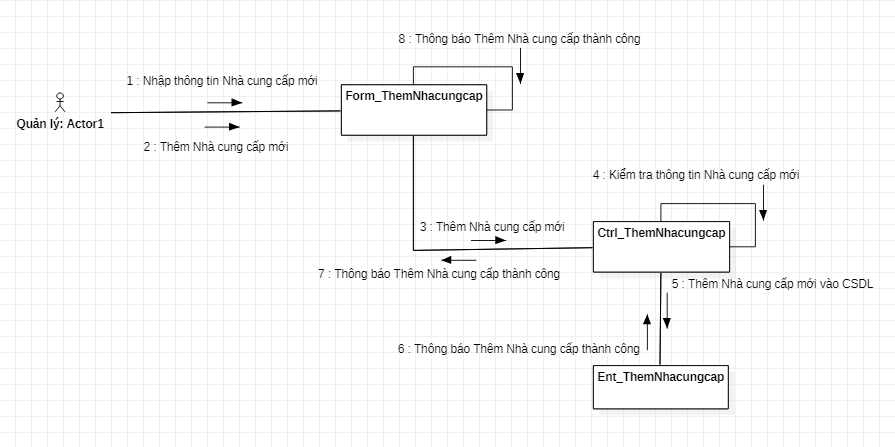 8 : Thông báo Thêm Nhà cung cấp thành công
1 : Nhập thông tin Nhà cung cấp mới
Form_ThemNhacungcap
Quản lý: Actor1
2 : Thêm Nhà cung cấp mới
4 : Kiểm tra thông tin Nhà cung cấp mới
3 : Thêm Nhà cung cấp mới
Ctrl_ThemNhacungcap
7 : Thông báo Thêm Nhà cung cấp thành công
5 : Thêm Nhà cung cấp mới vào CSDL
6 : Thông báo Thêm Nhà cung cấp thành công
Ent_ThemNhacungcap